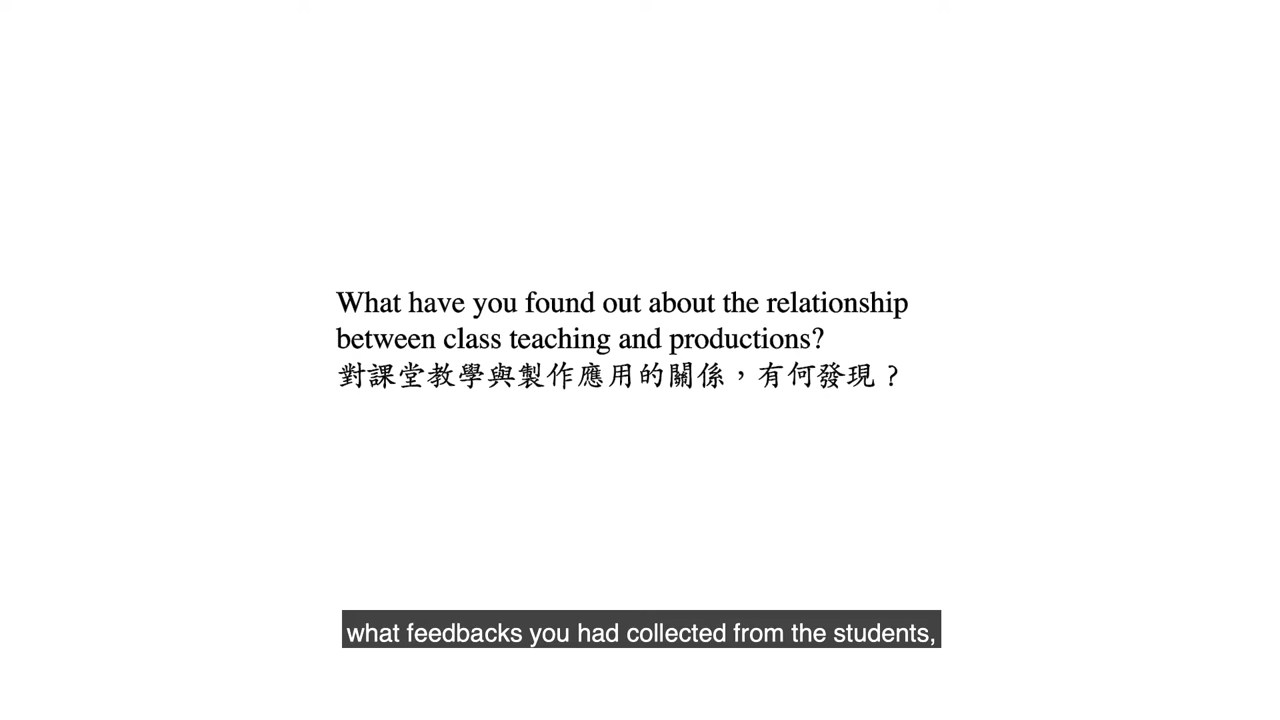 What have you found out about the relationship
between class teaching and productions?
對課堂教學與製作應用的關係，有何發現？
what feedbacks you had collected from the students,